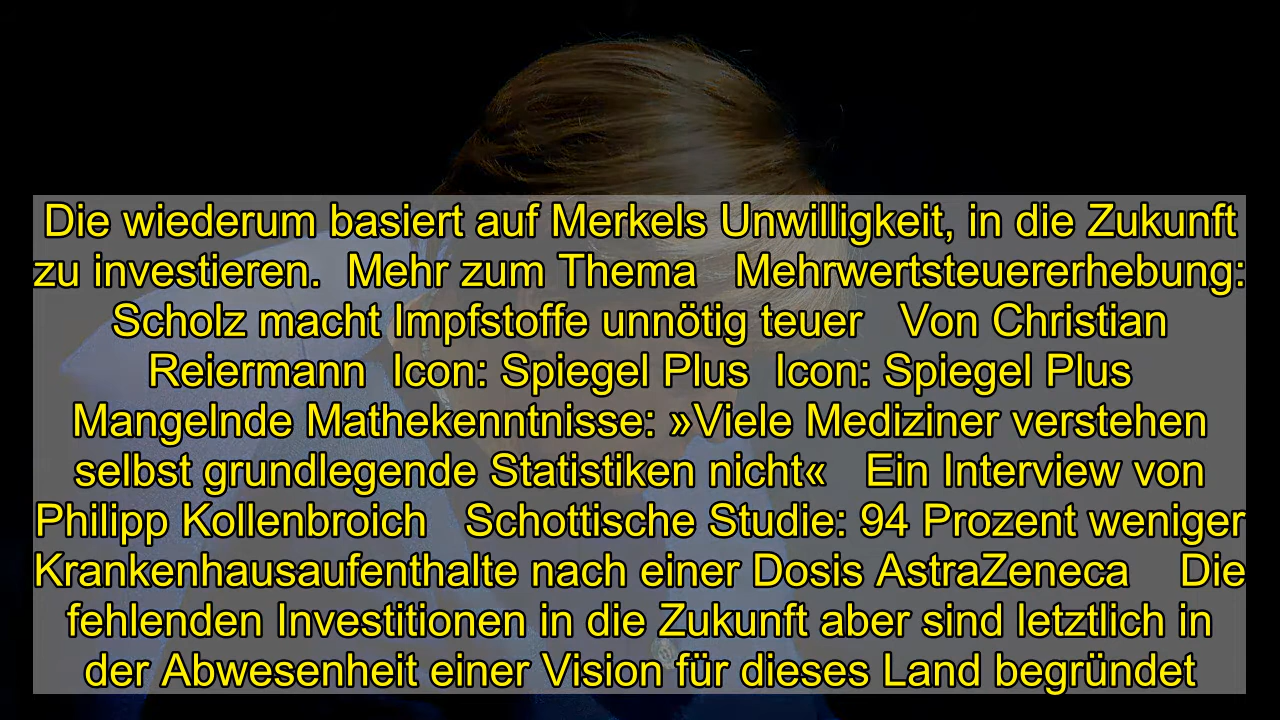 Die wiederum basiert auf Merkels Unwilligkeit, in die Zukunft
zu investieren.  Mehr zum Thema   Mehrwertsteuererhebung:
Scholz macht Impfstoffe unnötig teuer   Von Christian
Reiermann  Icon: Spiegel Plus  Icon: Spiegel Plus
Mangelnde Mathekenntnisse: »Viele Mediziner verstehen
selbst grundlegende Statistiken nicht«   Ein Interview von
Philipp Kollenbroich   Schottische Studie: 94 Prozent weniger
Krankenhausaufenthalte nach einer Dosis AstraZeneca    Die
fehlenden Investitionen in die Zukunft aber sind letztlich in
der Abwesenheit einer Vision für dieses Land begründet